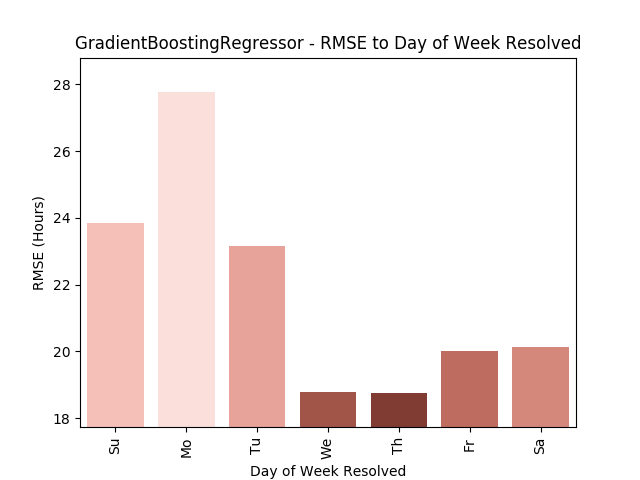 GradientBoostingRegressor - RMSE to Day of Week Resolved
28
26
24
22
20
18
RMSE (Hours)
Su
Mo
Tu
We
Th
Fr
Sa
Day of Week Resolved